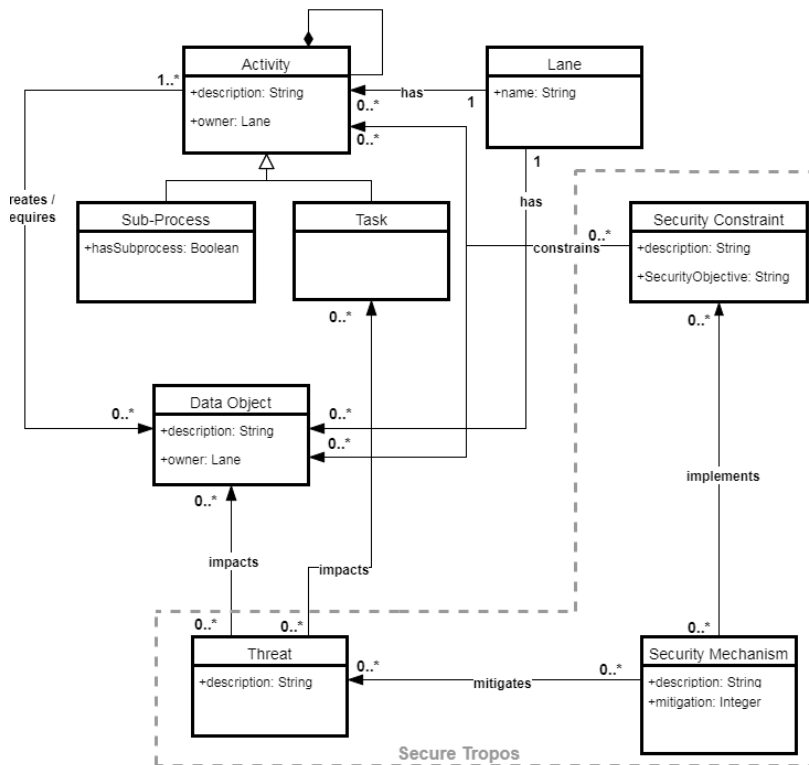 Activity
+description: String
+owner: Lane
Lane
+name: String
1..*
has
0..*
1
0..*
1
has
reates /
equires
Sub-Process
+hasSubprocess: Boolean
Task
Security Constraint
+description: String
+SecurityObjective: String
0..*
constrains
0..*
0..*
Data Object
+description: String
+owner: Lane
0..*
0..*
0..*
0..*
implements
impacts
impacts
0..*
0..*
0..*
Threat
+description: String
0..*
mitigates
0..*
Security Mechanism
+description: String
+mitigation: Integer
Secure Tropos